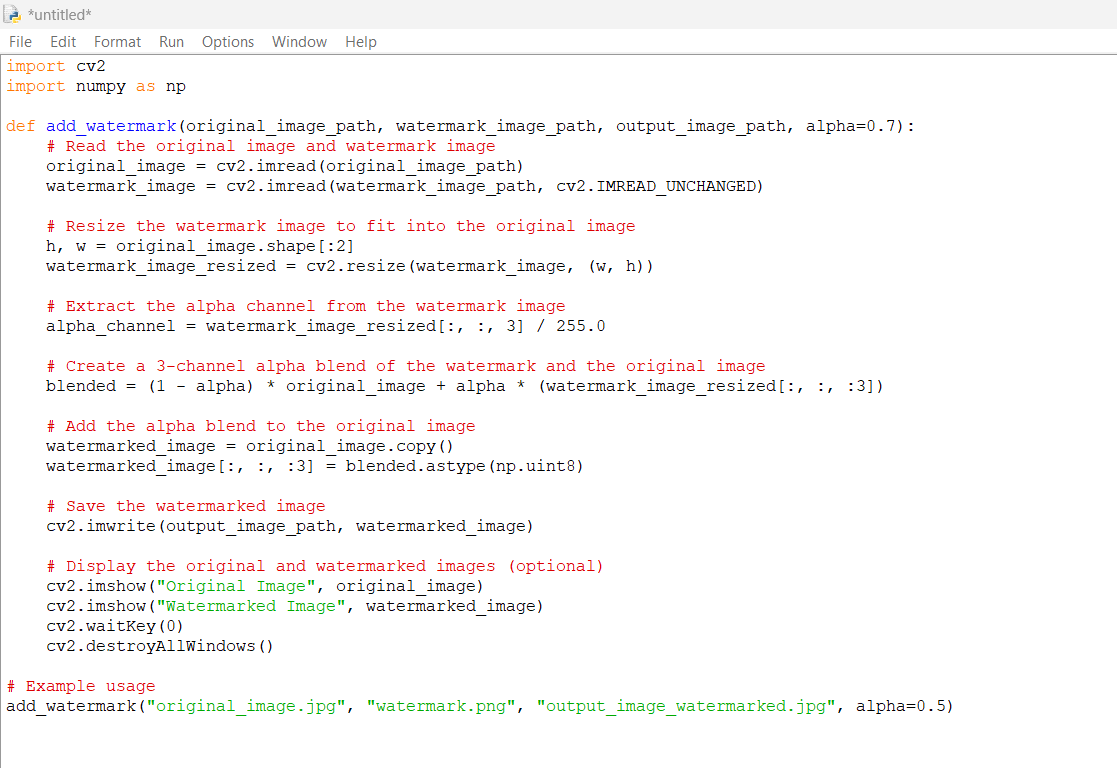 *untitled*
File Edit Format Run Options Window Help
import cv2
import numpy as np
def add_watermark(original_image_path, watermark_image_path, output_image_path, alpha=0.7):
    # Read the original image and watermark image
    original_image = cv2.imread(original_image_path)
    watermark_image = cv2.imread(watermark_image_path, cv2.IMREAD_UNCHANGED)
    # Resize the watermark image to fit into the original image
    h, w = original_image.shape[:2]
    watermark_image_resized = cv2.resize(watermark_image, (w, h))
    # Extract the alpha channel from the watermark image
    alpha_channel = watermark_image_resized[:, :, 3] / 255.0
    # Create a 3-channel alpha blend of the watermark and the original image
    blended = (1 - alpha) * original_image + alpha * (watermark_image_resized[:, :, :3])
    # Add the alpha blend to the original image
    watermarked_image = original_image.copy()
    watermarked_image[:, :, :3] = blended.astype(np.uint8)
    # Save the watermarked image
    cv2.imwrite(output_image_path, watermarked_image)
    # Display the original and watermarked images (optional)
    cv2.imshow("Original Image", original_image)
    cv2.imshow("Watermarked Image", watermarked_image)
    cv2.waitKey(0)
    cv2.destroyAllWindows()
# Example usage
add_watermark("original_image.jpg", "watermark.png", "output_image_watermarked.jpg", alpha=0.5)